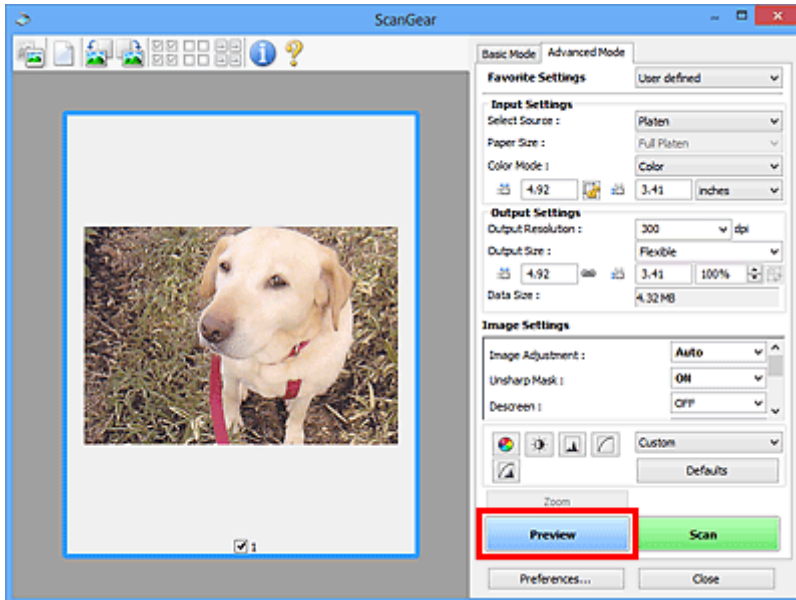 ScanGear
Basic Mode Advanced Mode
Favorite Settings User defined
Input Settings
Select Source : Platen
Paper Size : Full Platen
Color Mode : Color
4.92 3.41 inches
Output Settings
Output Resolution : 300 dpi
Output Size : Flexible
4.92 3.41 100%
Data Size : 4.32 MB
Image Settings
Image Adjustment : Auto
Unsharp Mask : ON
Descreen : OFF
Custom
Defaults
Zoom
Preview Scan
1
Preferences... Close